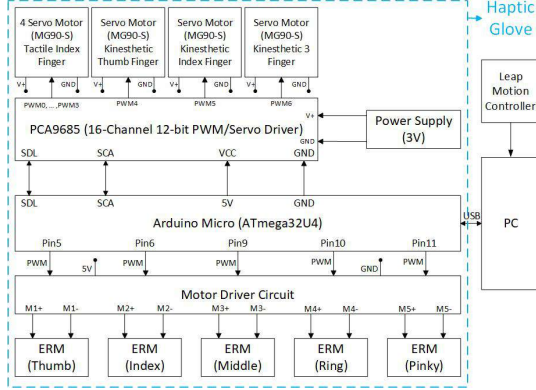 4 Servo Motor
(MG90-S)
Tactile Index
Finger
Servo Motor
(MG90-S)
Kinesthetic
Thumb Finger
Servo Motor
(MG90-S)
Kinesthetic
Index Finger
Servo Motor
(MG90-S)
Kinesthetic 3
Finger
Haptic
Glove
V+ GND V+ GND V+ GND V+ GND
PWM0, ... ,PWM3 PWM4 PWM5 PWM6
PCA9685 (16-Channel 12-bit PWM/Servo Driver)
SDL SCA VCC GND
V+
GND
Power Supply
(3V)
Leap
Motion
Controller
SDL SCA 5V GND
Arduino Micro (ATmega32U4)
Pin5 Pin6 Pin9 Pin10 Pin11
USB
PC
PWM 5V PWM PWM PWM GND PWM
Motor Driver Circuit
M1+ M1- M2+ M2- M3+ M3- M4+ M4- M5+ M5-
ERM
(Thumb)
ERM
(Index)
ERM
(Middle)
ERM
(Ring)
ERM
(Pinky)